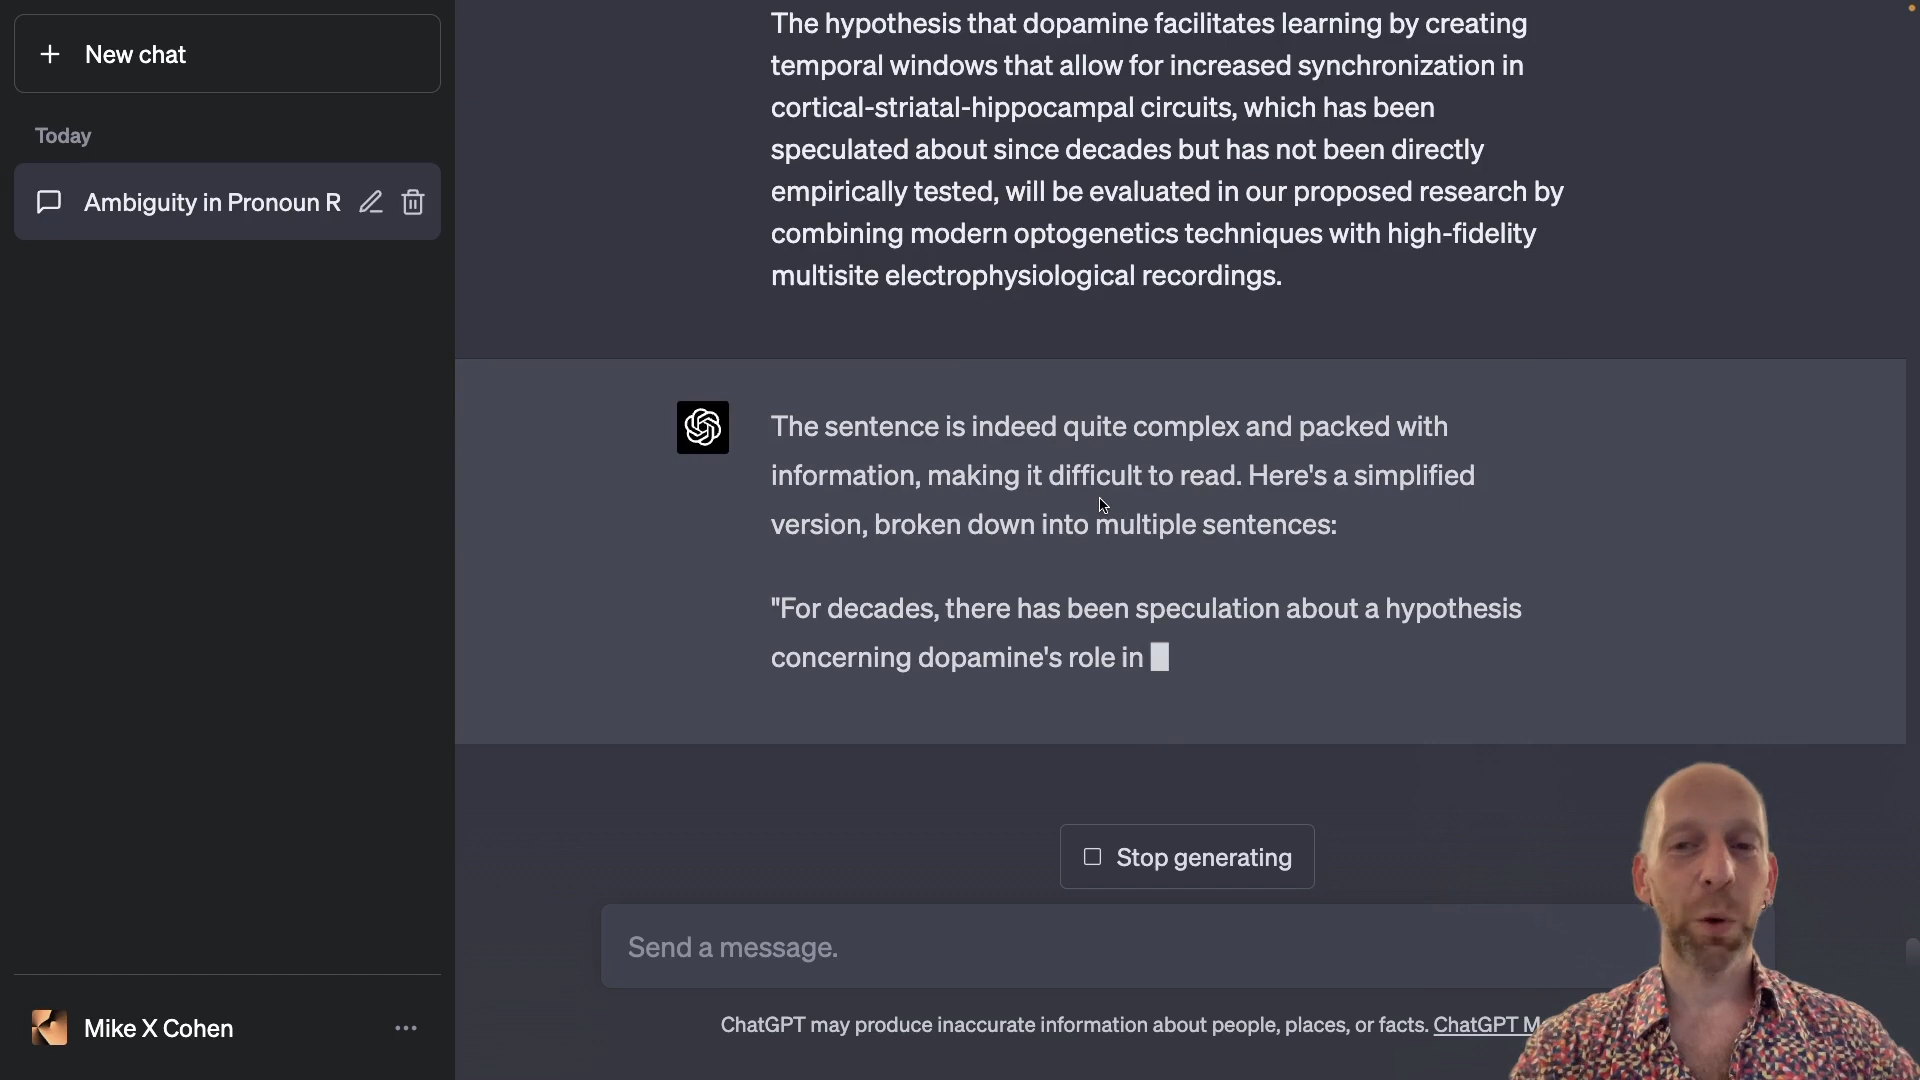 New chat
Today
Ambiguity in Pronoun R
Mike X Cohen
The hypothesis that dopamine facilitates learning by creating
temporal windows that allow for increased synchronization in
cortical-striatal-hippocampal circuits, which has been
speculated about since decades but has not been directly
empirically tested, will be evaluated in our proposed research by
combining modern optogenetics techniques with high-fidelity
multisite electrophysiological recordings.
The sentence is indeed quite complex and packed with
information, making it difficult to read. Here's a simplified
version, broken down into multiple sentences:
"For decades, there has been speculation about a hypothesis
concerning dopamine's role in
Stop generating
Send a message.
ChatGPT may produce inaccurate information about people, places, or facts. ChatGPT M